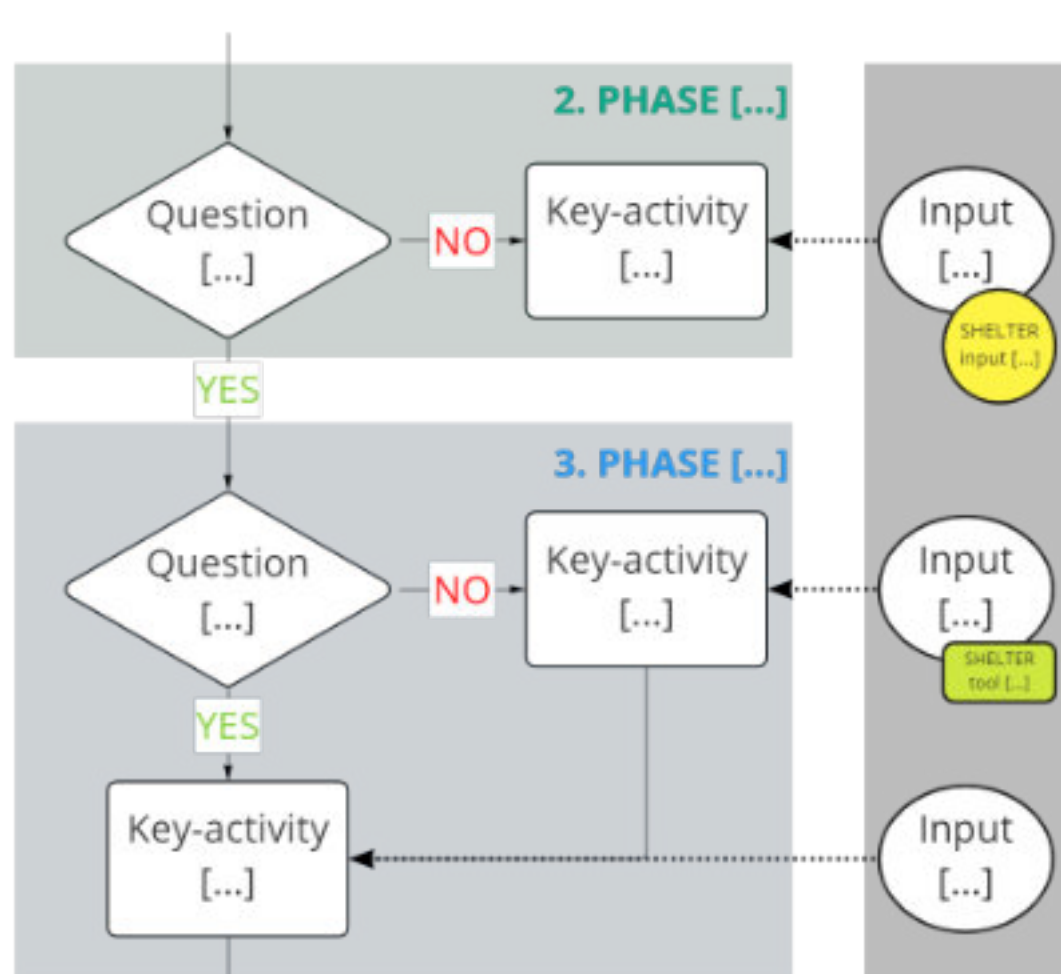 2. PHASE [...]
Question
[...]
NO
Key-activity
[...]
Input
[...]
SHELTER
input [...]
YES
3. PHASE [...]
Question
[...]
NO
Key-activity
[...]
Input
[...]
SHELTER
tool [...]
YES
Key-activity
[...]
Input
[...]